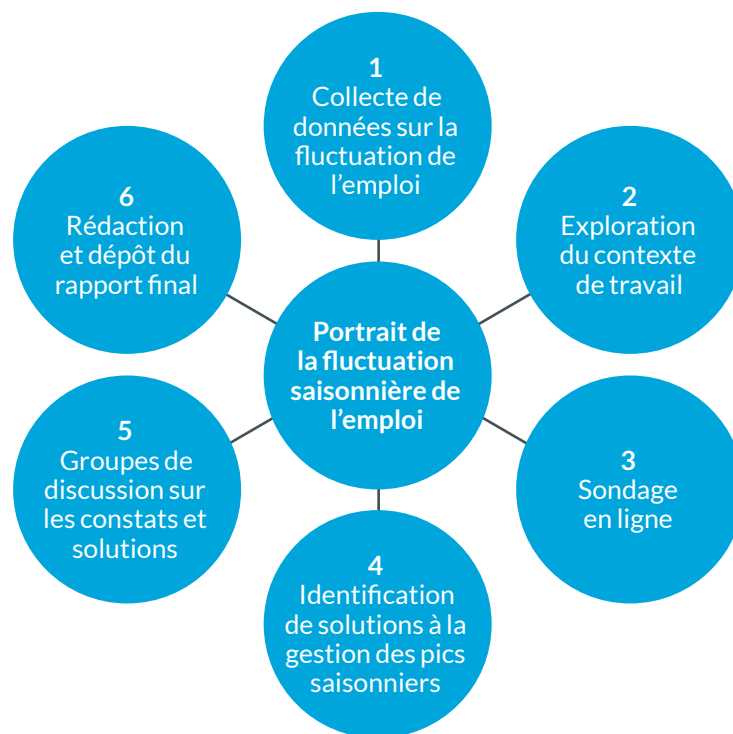 1
Collecte de
données sur la
fluctuation de
l'emploi
2
Exploration
du contexte
de travail
3
Sondage
en ligne
4
Identification
de solutions à la
gestion des pics
saisonniers
5
Groupes de
discussion sur
les constats et
solutions
6
Rédaction
et dépôt du
rapport final
Portrait de
la fluctuation
saisonnière de
l'emploi